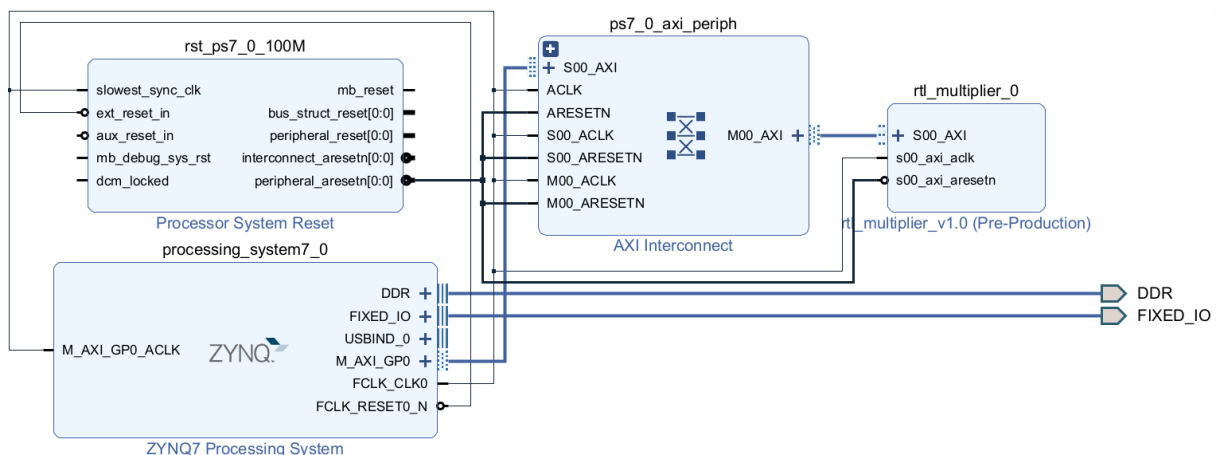 ps7_0_axi_periph
rst_ps7_0_100M
S00_AXI
slowest_sync_clk
mb_reset
ACLK
rtl_multiplier_0
ext_reset_in
bus_struct_reset[0:0]
ARESETN
aux_reset_in
peripheral_reset[0:0]
S00_ACLK
M00_AXI
S00_AXI
mb_debug_sys_rst
interconnect_aresetn[0:0]
S00_ARESETN
s00_axi_aclk
dcm_locked
peripheral_aresetn[0:0]
M00_ACLK
s00_axi_aresetn
M00_ARESETN
Processor System Reset
rtl_multiplier_v1.0 (Pre-Production)
AXI Interconnect
processing_system7_0
DDR
DDR
FIXED_IO
FIXED_IO
USBIND_0
M_AXI_GP0_ACLK
ZYNQ
M_AXI_GP0
FCLK_CLK0
FCLK_RESET0_N
ZYNQ7 Processing System